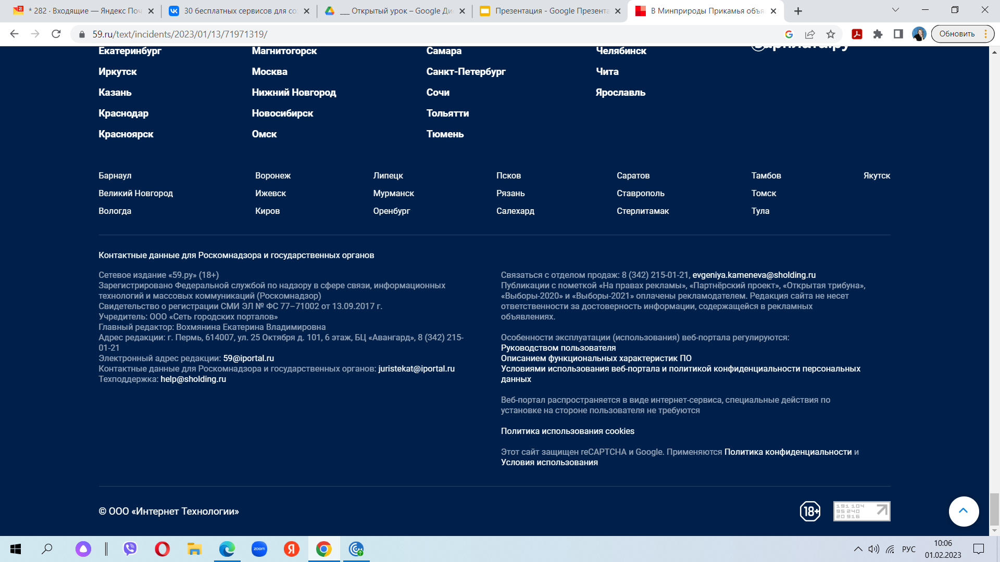 * 282 · Входящие — Яндекс Поч
30 бесплатных сервисов для со
___ Открытый урок – Google Ди
Презентация - Google Презента
В Минприроды Прикамья объя
59.ru/text/incidents/2023/01/13/71971319/
Обновить
Екатеринбург
Магнитогорск
Самара
Челябинск
Зарплата.ру
Иркутск
Москва
Санкт-Петербург
Чита
Казань
Нижний Новгород
Сочи
Ярославль
Краснодар
Новосибирск
Тольятти
Красноярск
Омск
Тюмень
Барнаул
Воронеж
Липецк
Псков
Саратов
Тамбов
Якутск
Великий Новгород
Ижевск
Мурманск
Рязань
Ставрополь
Томск
Вологда
Киров
Оренбург
Салехард
Стерлитамак
Тула
Контактные данные для Роскомнадзора и государственных органов
Сетевое издание «59.ру» (18+)
Зарегистрировано Федеральной службой по надзору в сфере связи, информационных
технологий и массовых коммуникаций (Роскомнадзор)
Свидетельство о регистрации СМИ ЭЛ № ФС 77–71002 от 13.09.2017 г.
Учредитель: ООО «Сеть городских порталов»
Главный редактор: Вохмянина Екатерина Владимировна
Адрес редакции: г. Пермь, 614007, ул. 25 Октября д. 101, 6 этаж, БЦ «Авангард», 8 (342) 215-
01-21
Электронный адрес редакции: 59@iportal.ru
Контактные данные для Роскомнадзора и государственных органов: juristekat@iportal.ru
Техподдержка: help@sholding.ru
Связаться с отделом продаж: 8 (342) 215-01-21, evgeniya.kameneva@sholding.ru
Публикации с пометкой «На правах рекламы», «Партнёрский проект», «Открытая трибуна»,
«Выборы-2020» и «Выборы-2021» оплачены рекламодателем. Редакция сайта не несет
ответственности за достоверность информации, содержащейся в рекламных
объявлениях.
Особенности эксплуатации (использования) веб-портала регулируются:
Руководством пользователя
Описанием функциональных характеристик ПО
Условиями использования веб-портала и политикой конфиденциальности персональных
данных
Веб-портал распространяется в виде интернет-сервиса, специальные действия по
установке на стороне пользователя не требуются
Политика использования cookies
Этот сайт защищен reCAPTCHA и Google. Применяются Политика конфиденциальности и
Условия использования
© ООО «Интернет Технологии»
18+
191 104
95 240
20 916
zoom
РУС
10:06
01.02.2023